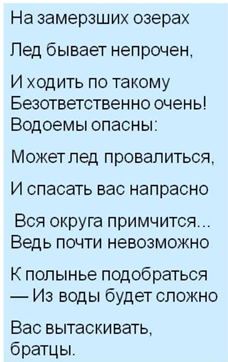 На замерзших озерах
Лед бывает непрочен,
И ходить по такому
Безответственно очень!
Водоемы опасны:
Может лед провалиться,
И спасать вас напрасно
Вся округа примчится...
Ведь почти невозможно
К полынье подобраться
— Из воды будет сложно
Вас вытаскивать,
братцы.